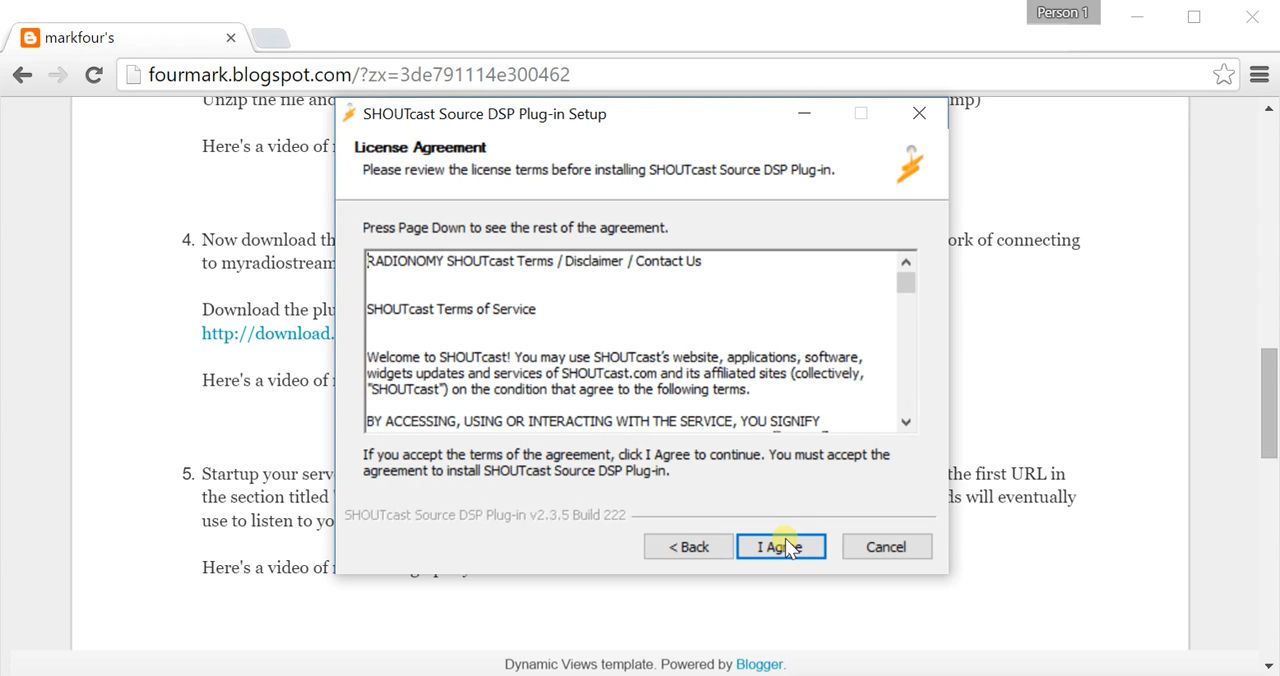 Person 1
markfour's
fourmark.blogspot.com/?zx=3de791114e300462
Unzip the file and
mp)
SHOUTcast Source DSP Plug-in Setup
Here's a video of
License Agreement
Please review the license terms before installing SHOUTcast Source DSP Plug-in.
Press Page Down to see the rest of the agreement.
4. Now download th
ork of connecting
to myradiostream
RADIONOMY SHOUTcast Terms / Disclaimer / Contact Us
Download the plu
SHOUTcast Terms of Service
http://download.
Welcome to SHOUTcast! You may use SHOUTcast's website, applications, software,
widgets updates and services of SHOUTcast.com and its affiliated sites (collectively,
"SHOUTcast") on the condition that agree to the following terms.
Here's a video of
BY ACCESSING, USING OR INTERACTING WITH THE SERVICE, YOU SIGNIFY
If you accept the terms of the agreement, click I Agree to continue. You must accept the
agreement to install SHOUTcast Source DSP Plug-in.
5. Startup your serv
the first URL in
the section titled
ds will eventually
use to listen to yo
SHOUTcast Source DSP Plug-in v2.3.5 Build 222
< Back
I Agree
Cancel
Here's a video of
Dynamic Views template. Powered by Blogger.